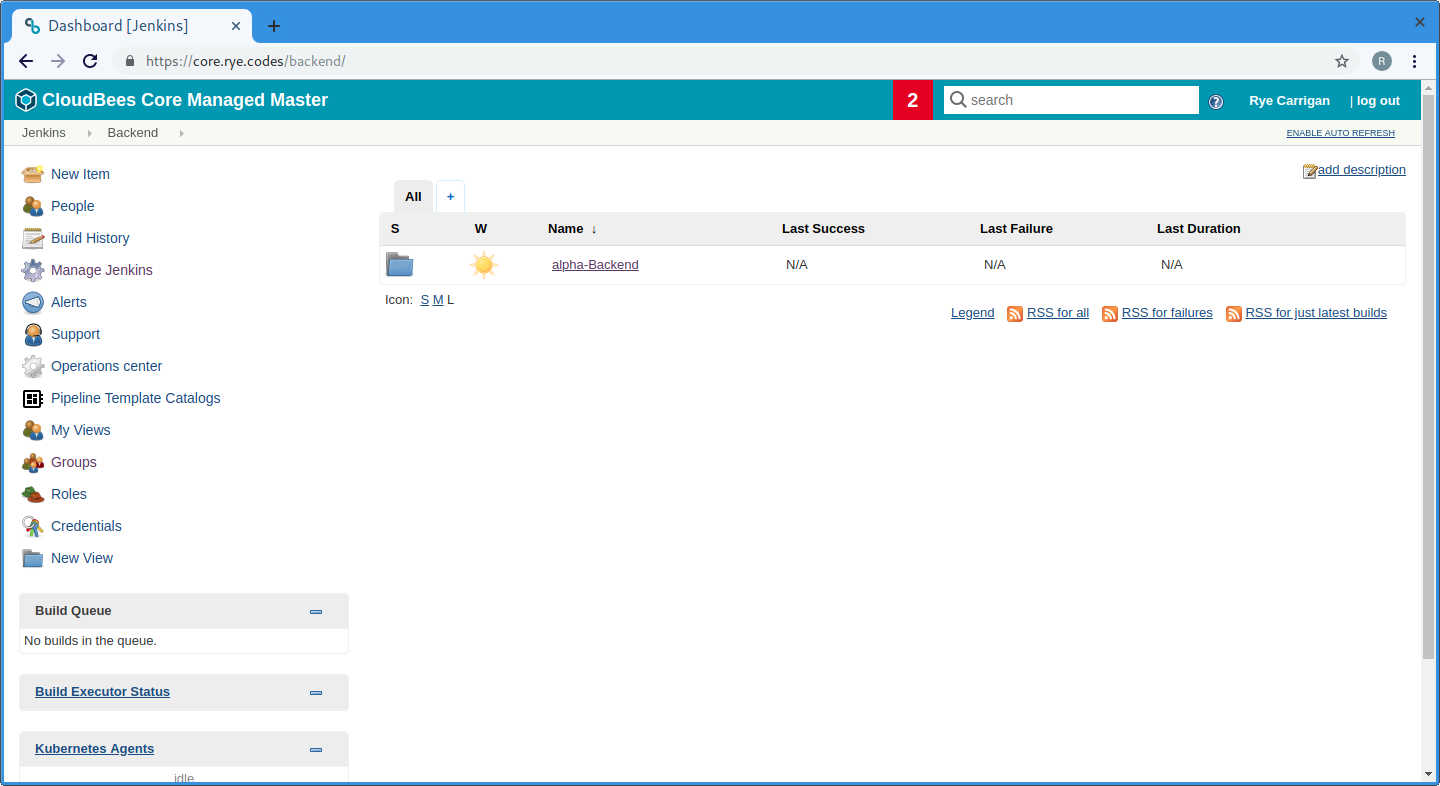 Dashboard [Jenkins]
https://core.rye.codes/backend/
R
CloudBees Core Managed Master
2
search
?
Rye Carrigan
| log out
Jenkins
Backend
ENABLE AUTO REFRESH
New Item
People
Build History
Manage Jenkins
Alerts
Support
Operations center
Pipeline Template Catalogs
My Views
Groups
Roles
Credentials
New View
Build Queue
No builds in the queue.
Build Executor Status
Kubernetes Agents
idle
add description
All +
S W Name ↓ Last Success Last Failure Last Duration
alpha-Backend N/A N/A N/A
Icon: S M L
Legend RSS for all RSS for failures RSS for just latest builds